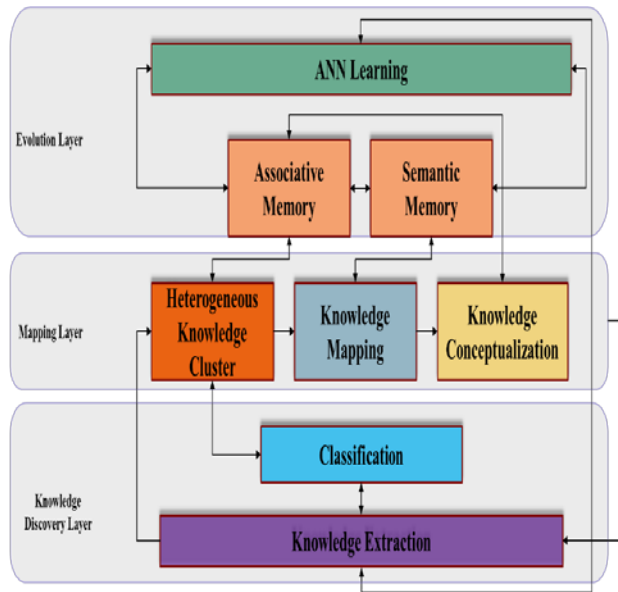 ANN Learning
Evolution Layer
Associative
Memory
Semantic
Memory
Mapping Layer
Heterogeneous
Knowledge
Cluster
Knowledge
Mapping
Knowledge
Conceptualization
Classification
Knowledge
Discovery Layer
Knowledge Extraction